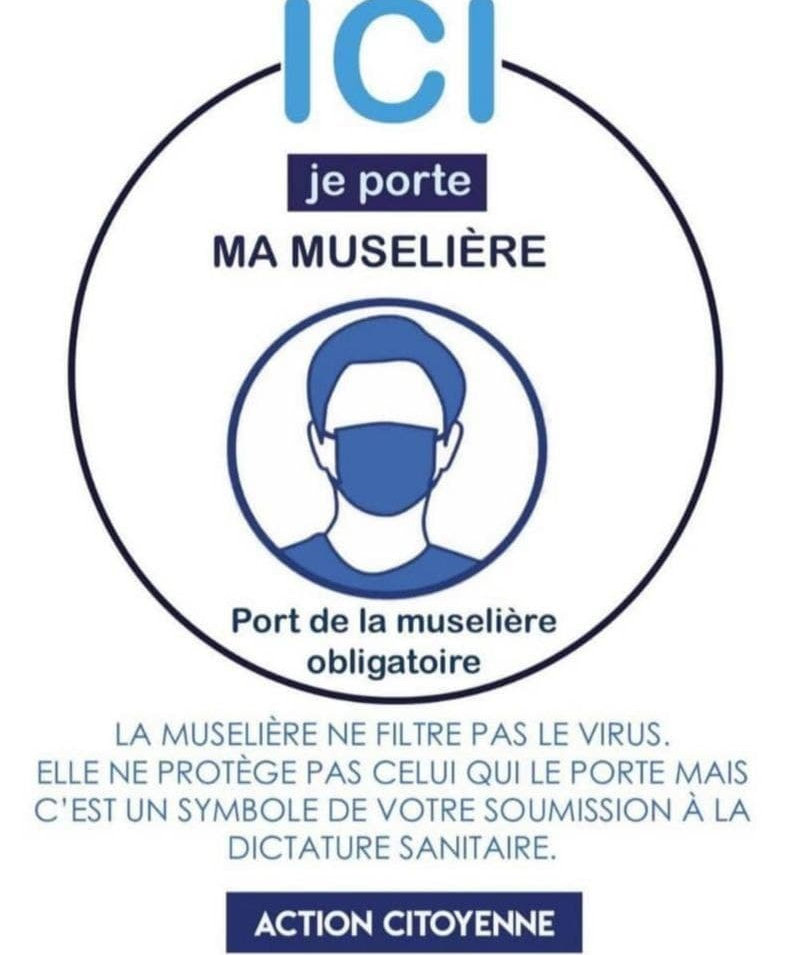 ICI
je porte
MA MUSELIÈRE
Port de la muselière
obligatoire
LA MUSELIÈRE NE FILTRE PAS LE VIRUS.
ELLE NE PROTÈGE PAS CELUI QUI LE PORTE MAIS
C'EST UN SYMBOLE DE VOTRE SOUMISSION À LA
DICTATURE SANITAIRE.
ACTION CITOYENNE